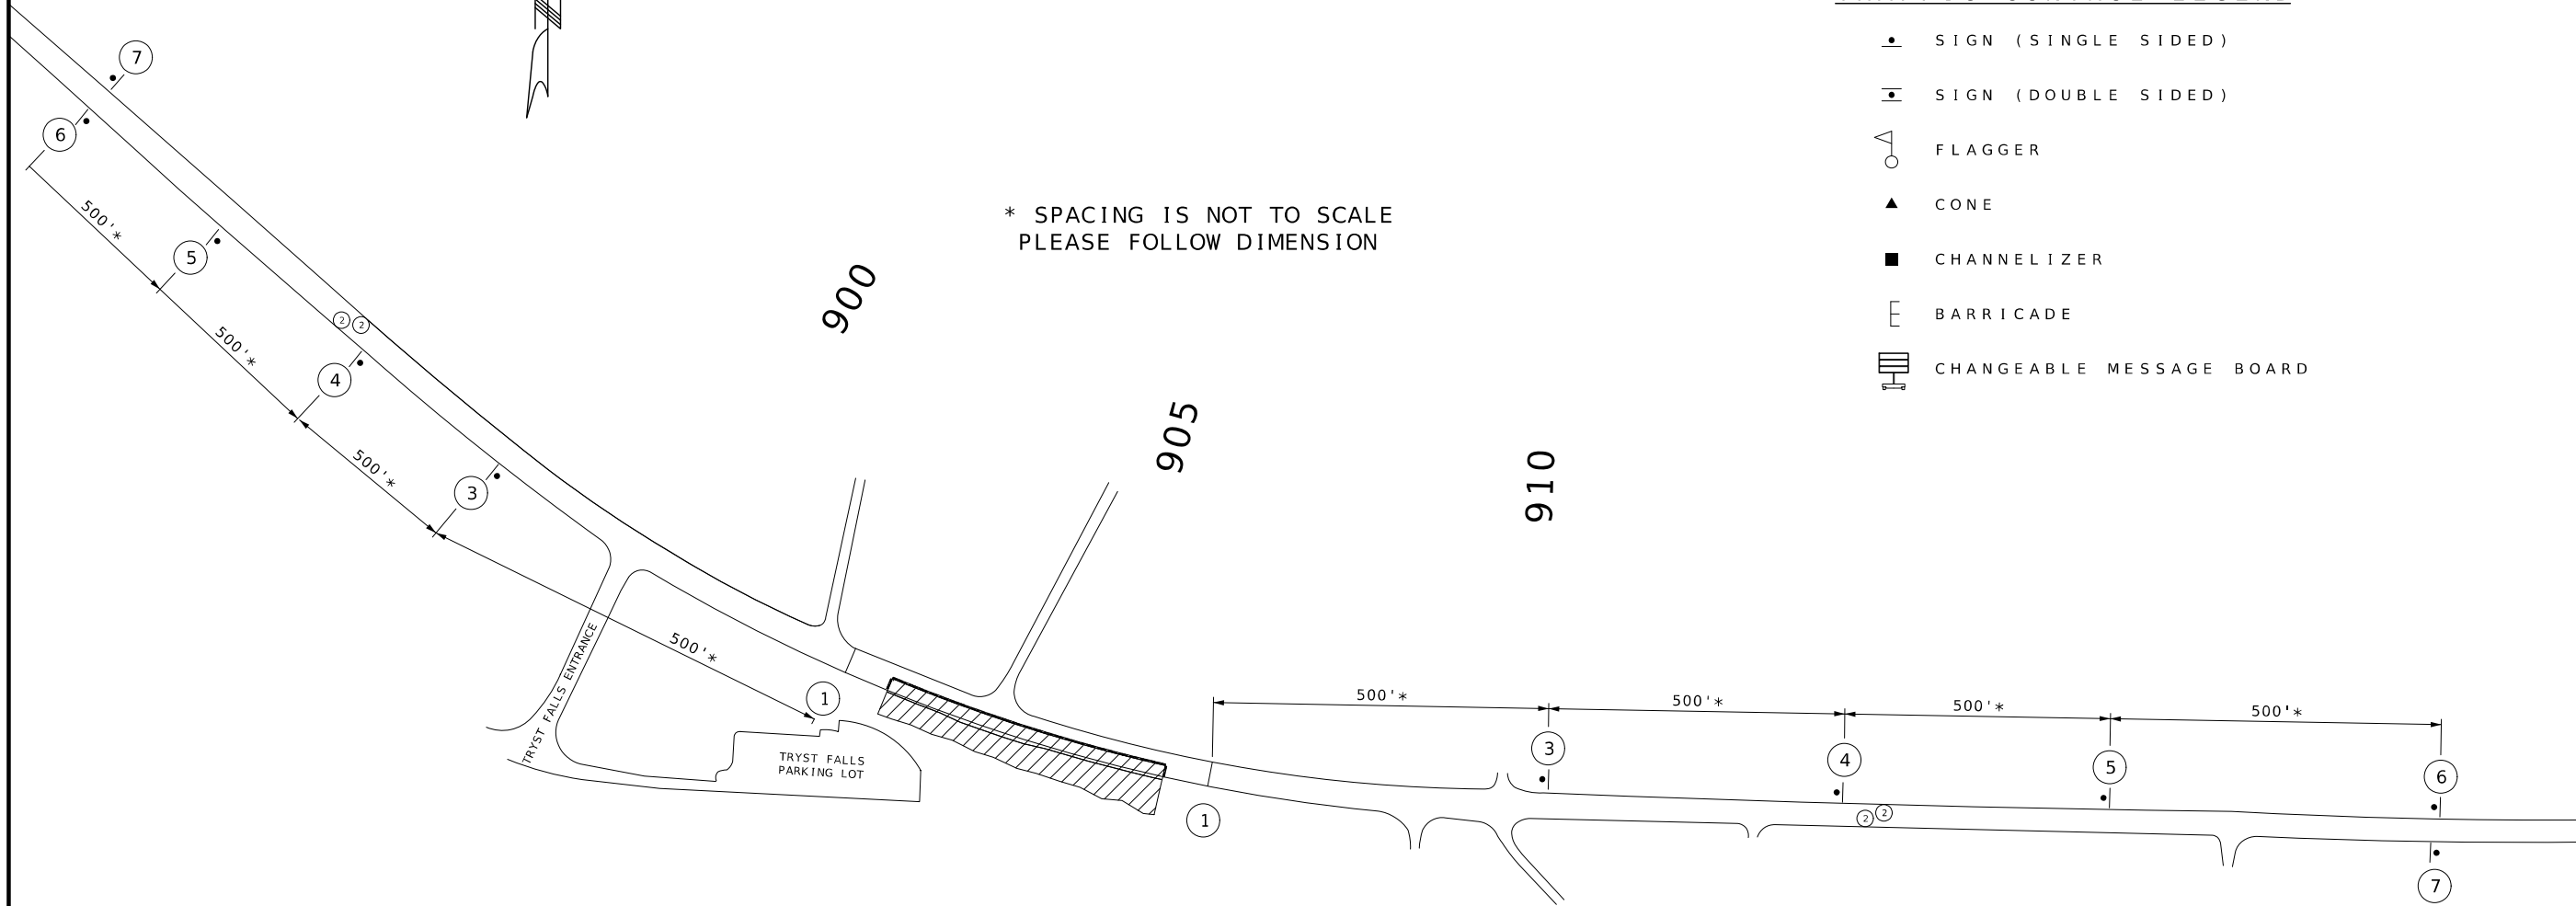 SIGN (SINGLE SIDED)
SIGN (DOUBLE SIDED)
FLAGGER
CONE
CHANNELIZER
BARRICADE
CHANGEABLE MESSAGE BOARD
* SPACING IS NOT TO SCALE
PLEASE FOLLOW DIMENSION
7
6
500'*
5
500'*
2 2
4
500'*
3
500'*
900
905
910
TRYST FALLS ENTRANCE
1
TRYST FALLS
PARKING LOT
1
500'*
500'*
500'*
500'*
3
4
5
6
2 2
7